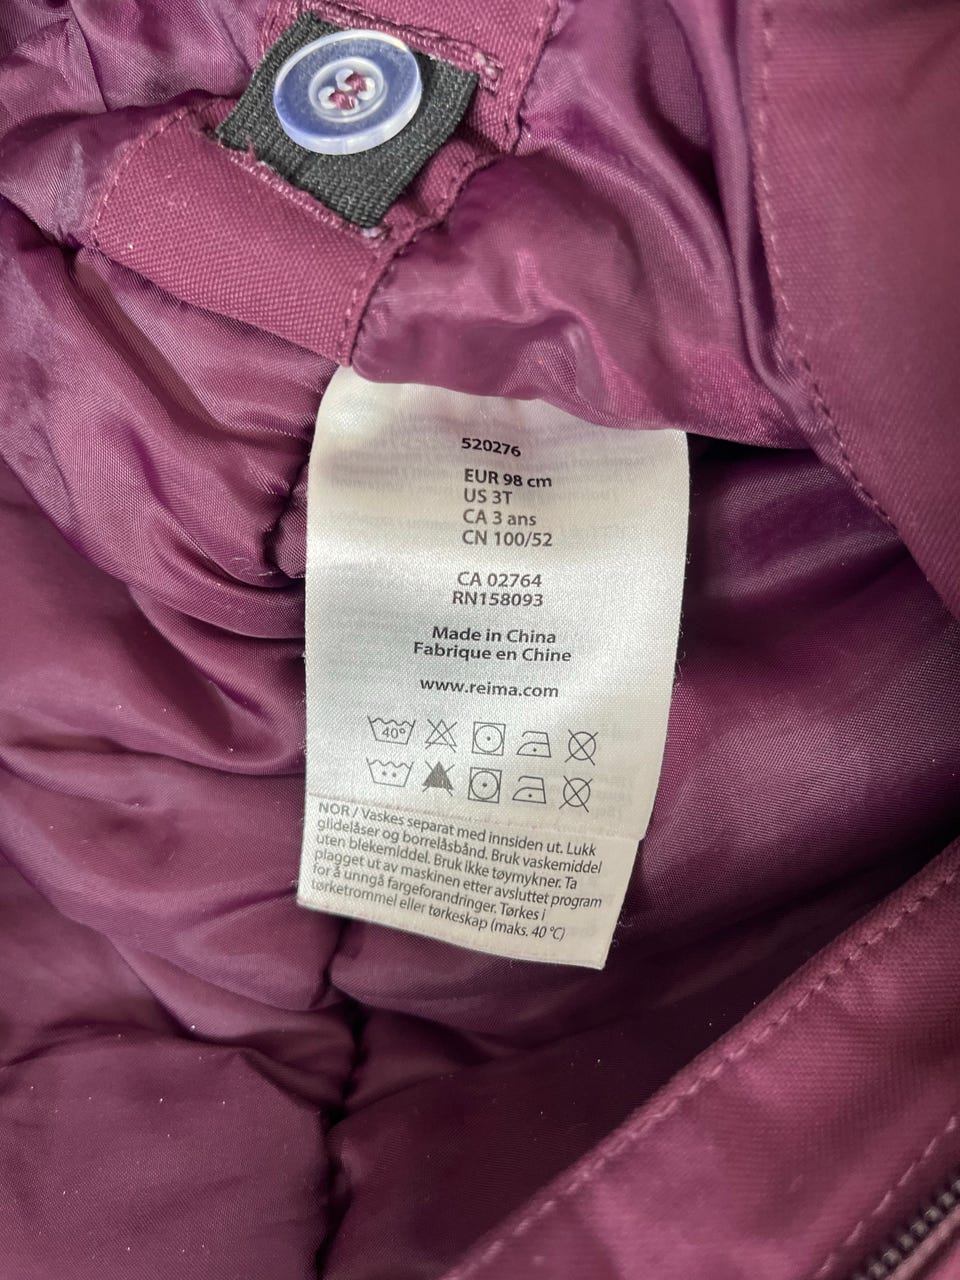 520276
EUR 98 cm
US 3T
CA 3 ans
CN 100/52
CA 02764
RN158093
Made in China
Fabrique en Chine
www.reima.com
40°
NOR / Vaskes separat med innsiden ut. Lukk
glidelåser og borrelåsbånd. Bruk vaskemiddel
uten blekemiddel. Bruk ikke tøymykner. Ta
plagget ut av maskinen etter avsluttet program
for å unngå fargeforandringer. Tørkes i
tørketrommel eller tørkeskap (maks. 40 °C)